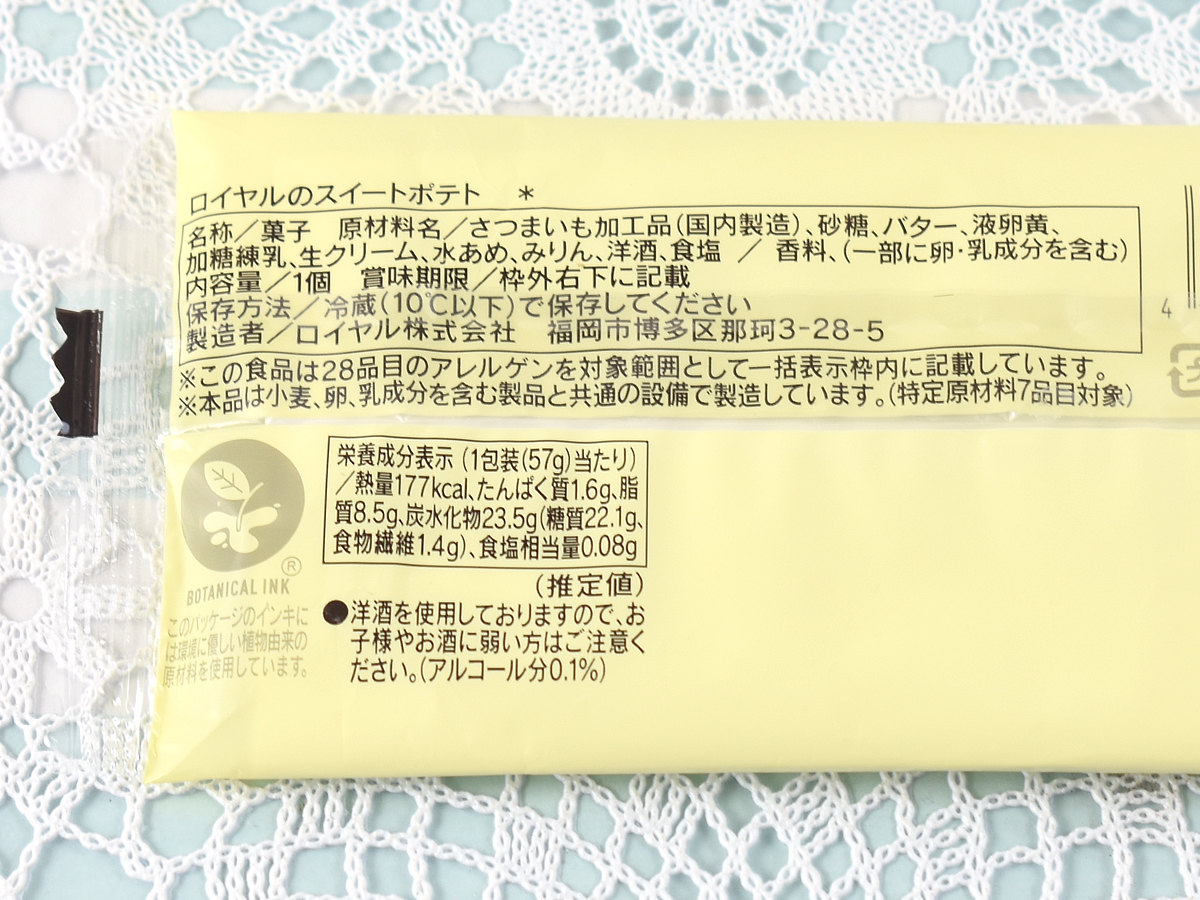 ロイヤルのスイートポテト ＊
名称／菓子 原材料名／さつまいも加工品(国内製造)、砂糖、バター、液卵黄、
加糖練乳、生クリーム、水あめ、みりん、洋酒、食塩 ／ 香料、(一部に卵・乳成分を含む)
内容量／1個 賞味期限／枠外右下に記載
保存方法／冷蔵(10℃以下)で保存してください
製造者／ロイヤル株式会社 福岡市博多区那珂3-28-5
※この食品は28品目のアレルゲンを対象範囲として一括表示枠内に記載しています。
※本品は小麦、卵、乳成分を含む製品と共通の設備で製造しています。(特定原材料7品目対象)
4
栄養成分表示 (1包装(57g)当たり)
／熱量177kcal、たんぱく質1.6g、脂
質8.5g、炭水化物23.5g(糖質22.1g、
食物繊維1.4g)、食塩相当量0.08g
(推定値)
●洋酒を使用しておりますので、お
子様やお酒に弱い方はご注意く
ださい。(アルコール分0.1%)
®
BOTANICAL INK
このパッケージのインキに
は環境に優しい植物由来の
原材料を使用しています。